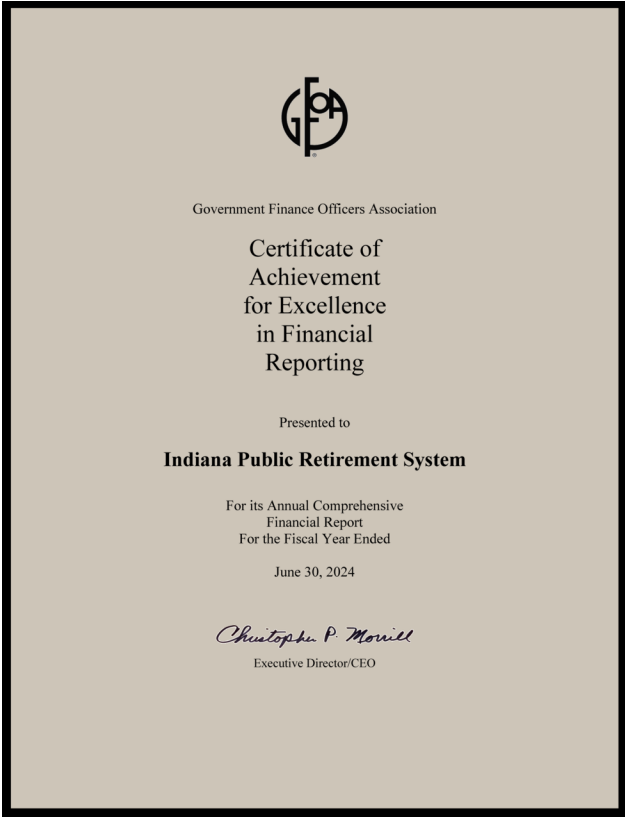 GFOA
Government Finance Officers Association
Certificate of
Achievement
for Excellence
in Financial
Reporting
Presented to
Indiana Public Retirement System
For its Annual Comprehensive
Financial Report
For the Fiscal Year Ended
June 30, 2024
Christopher P. Morrill
Executive Director/CEO